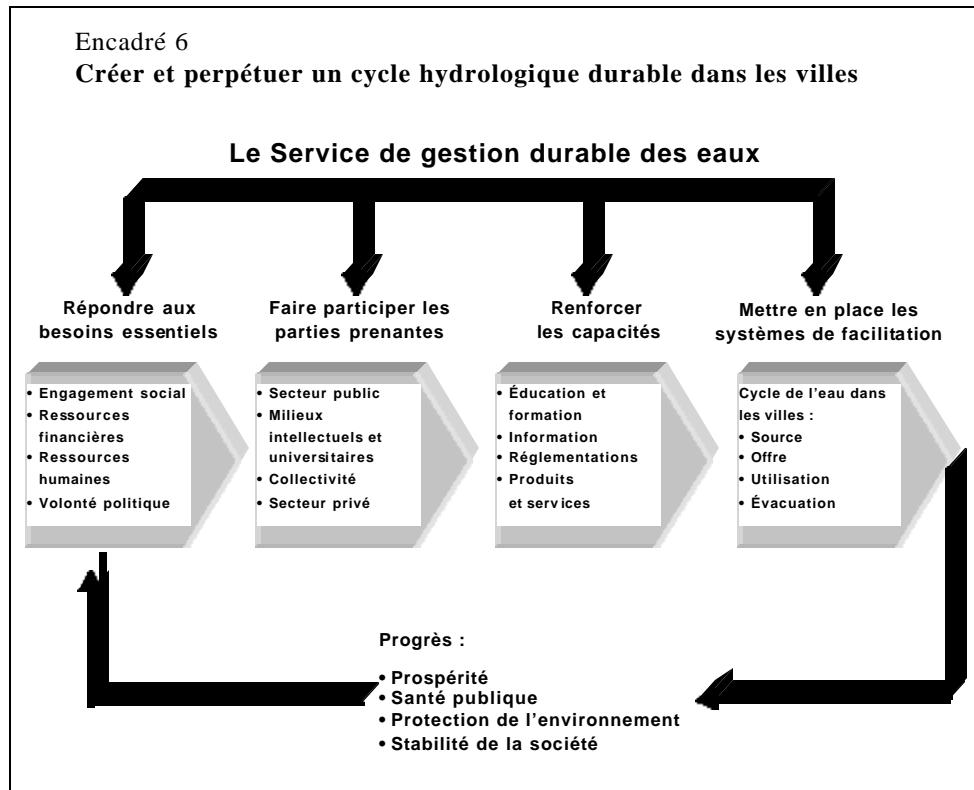 Encadré 6
Créer et perpétuer un cycle hydrologique durable dans les villes
Le Service de gestion durable des eaux
Répondre aux
besoins essentiels
• Engagement social
• Ressources
financières
• Ressources
humaines
• Volonté politique
Faire participer les
parties prenantes
• Secteur public
• Milieux
intellectuels et
universitaires
• Collectivité
• Secteur privé
Renforcer
les capacités
• Éducation et
formation
• Information
• Réglementations
• Produits
et services
Mettre en place les
systèmes de facilitation
Cycle de l'eau dans
les villes :
• Source
• Offre
• Utilisation
• Évacuation
Progrès :
• Prospérité
• Santé publique
• Protection de l'environnement
• Stabilité de la société